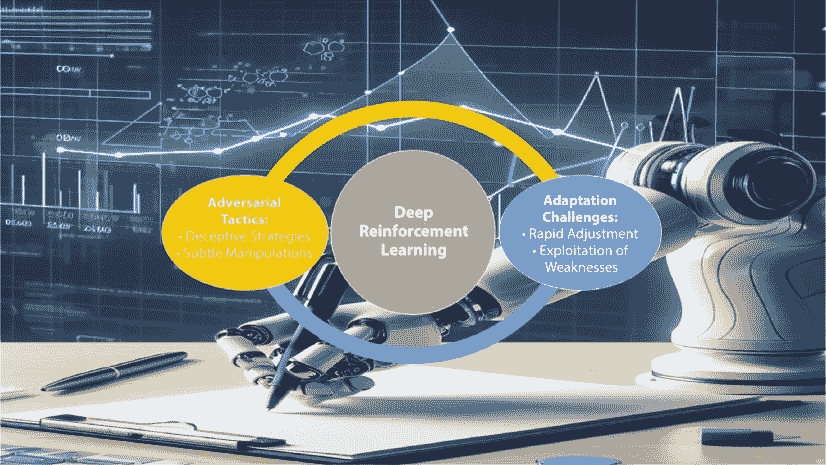 Adversarial
Tactics:
• Deceptive Strategies
• Subtle Manipulations
Deep
Reinforcement
Learning
Adaptation
Challenges:
• Rapid Adjustment
• Exploitation of
Weaknesses